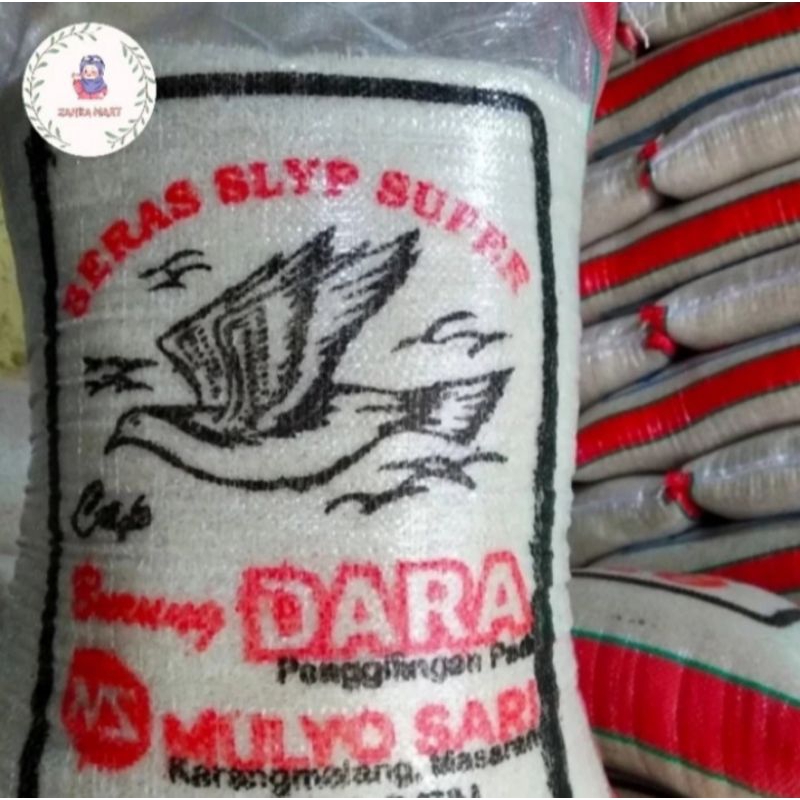 ZAHRA MART
BERAS SLYP SUPER
Cap
Burung DARA
Penggilingan Padi
MS MULYO SARI
Karangmalang, Masaran